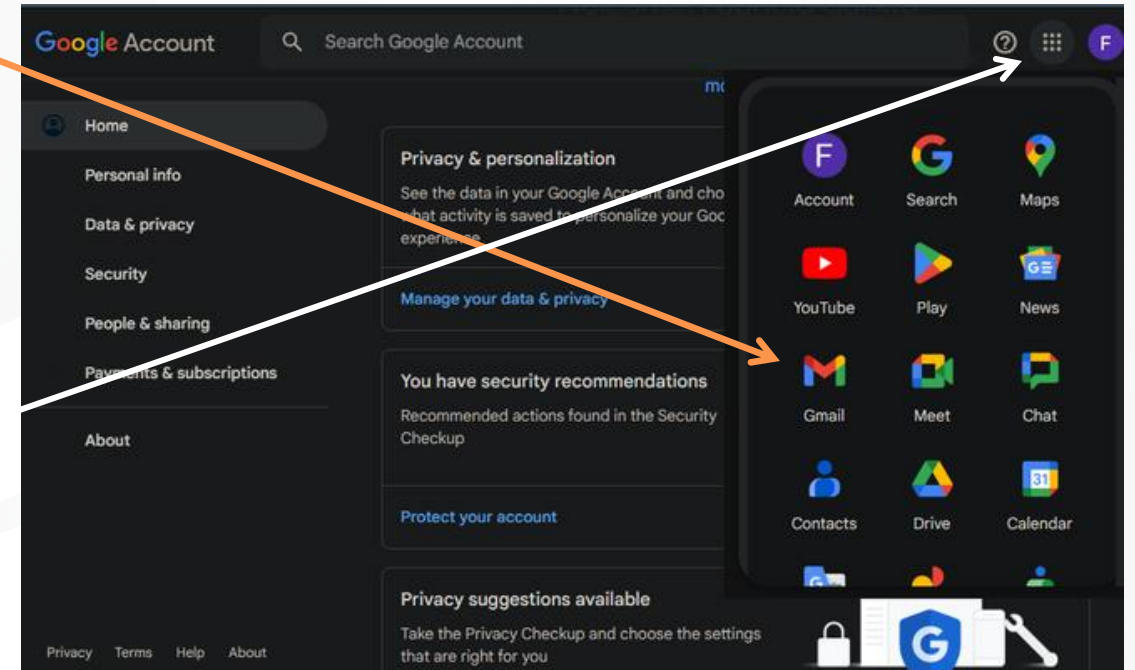 Google Account
Search Google Account
F
Home
Personal info
Data & privacy
Security
People & sharing
Payments & subscriptions
About
Privacy Terms Help About
Privacy & personalization
See the data in your Google Account and cho
what activity is saved to personalize your Goo
experience
Manage your data & privacy
You have security recommendations
Recommended actions found in the Security
Checkup
Protect your account
Privacy suggestions available
Take the Privacy Checkup and choose the settings
that are right for you
F
Account Search Maps
YouTube Play News
Gmail Meet Chat
31
Contacts Drive Calendar
G